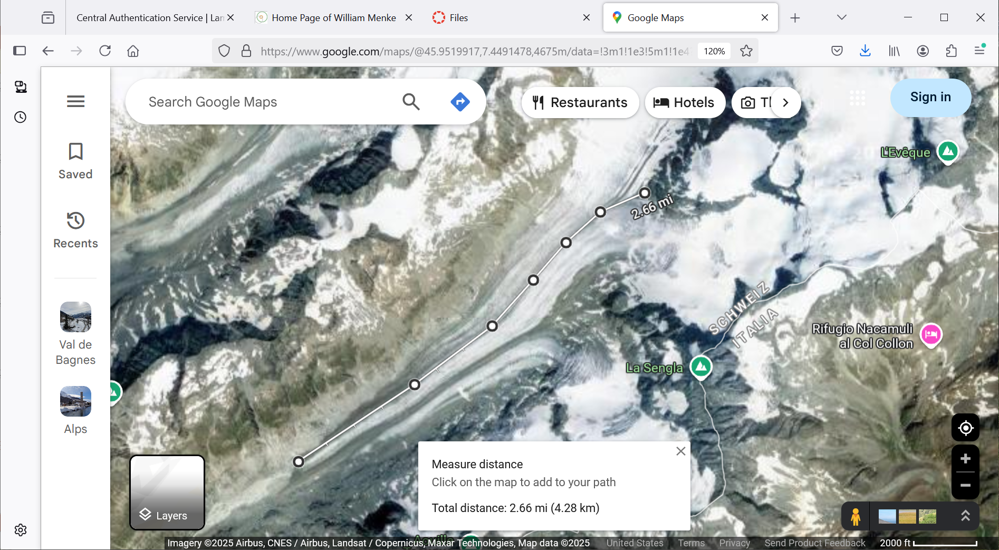 Central Authentication Service | Lan
Home Page of William Menke
Files
Google Maps
https://www.google.com/maps/@45.9519917,7.4491478,4675m/data=!3m1!1e3!5m1!1e4
120%
Search Google Maps
Restaurants
Hotels
Th
Sign in
Saved
Recents
Val de
Bagnes
Alps
L'Evêque
2.66 mi
SCHWEIZ
ITALIA
Rifugio Nacamuli
al Col Collon
La Sengla
Measure distance
Click on the map to add to your path
Total distance: 2.66 mi (4.28 km)
Layers
Imagery ©2025 Airbus, CNES / Airbus, Landsat / Copernicus, Maxar Technologies, Map data ©2025
United States
Terms
Privacy
Send Product Feedback
2000 ft